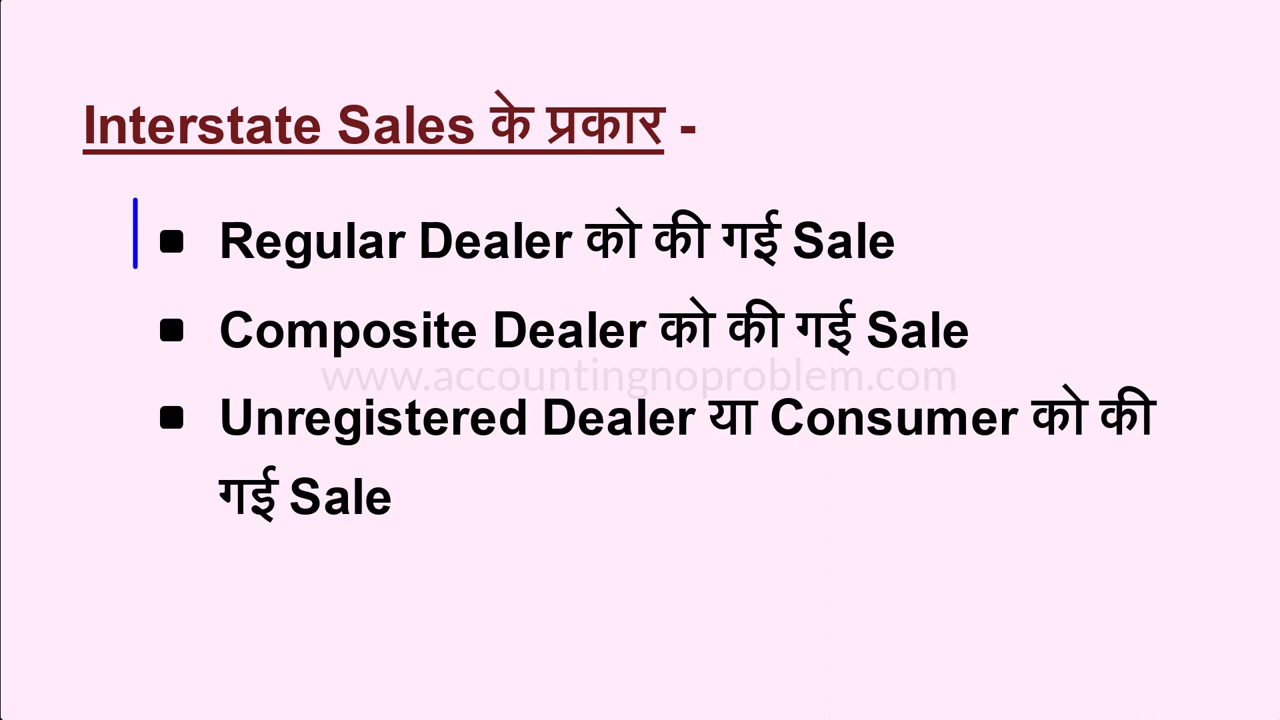 Interstate Sales के प्रकार -
Regular Dealer को की गई Sale
Composite Dealer को की गई Sale
www.accountingnoproblem.com
Unregistered Dealer या Consumer को की
गई Sale